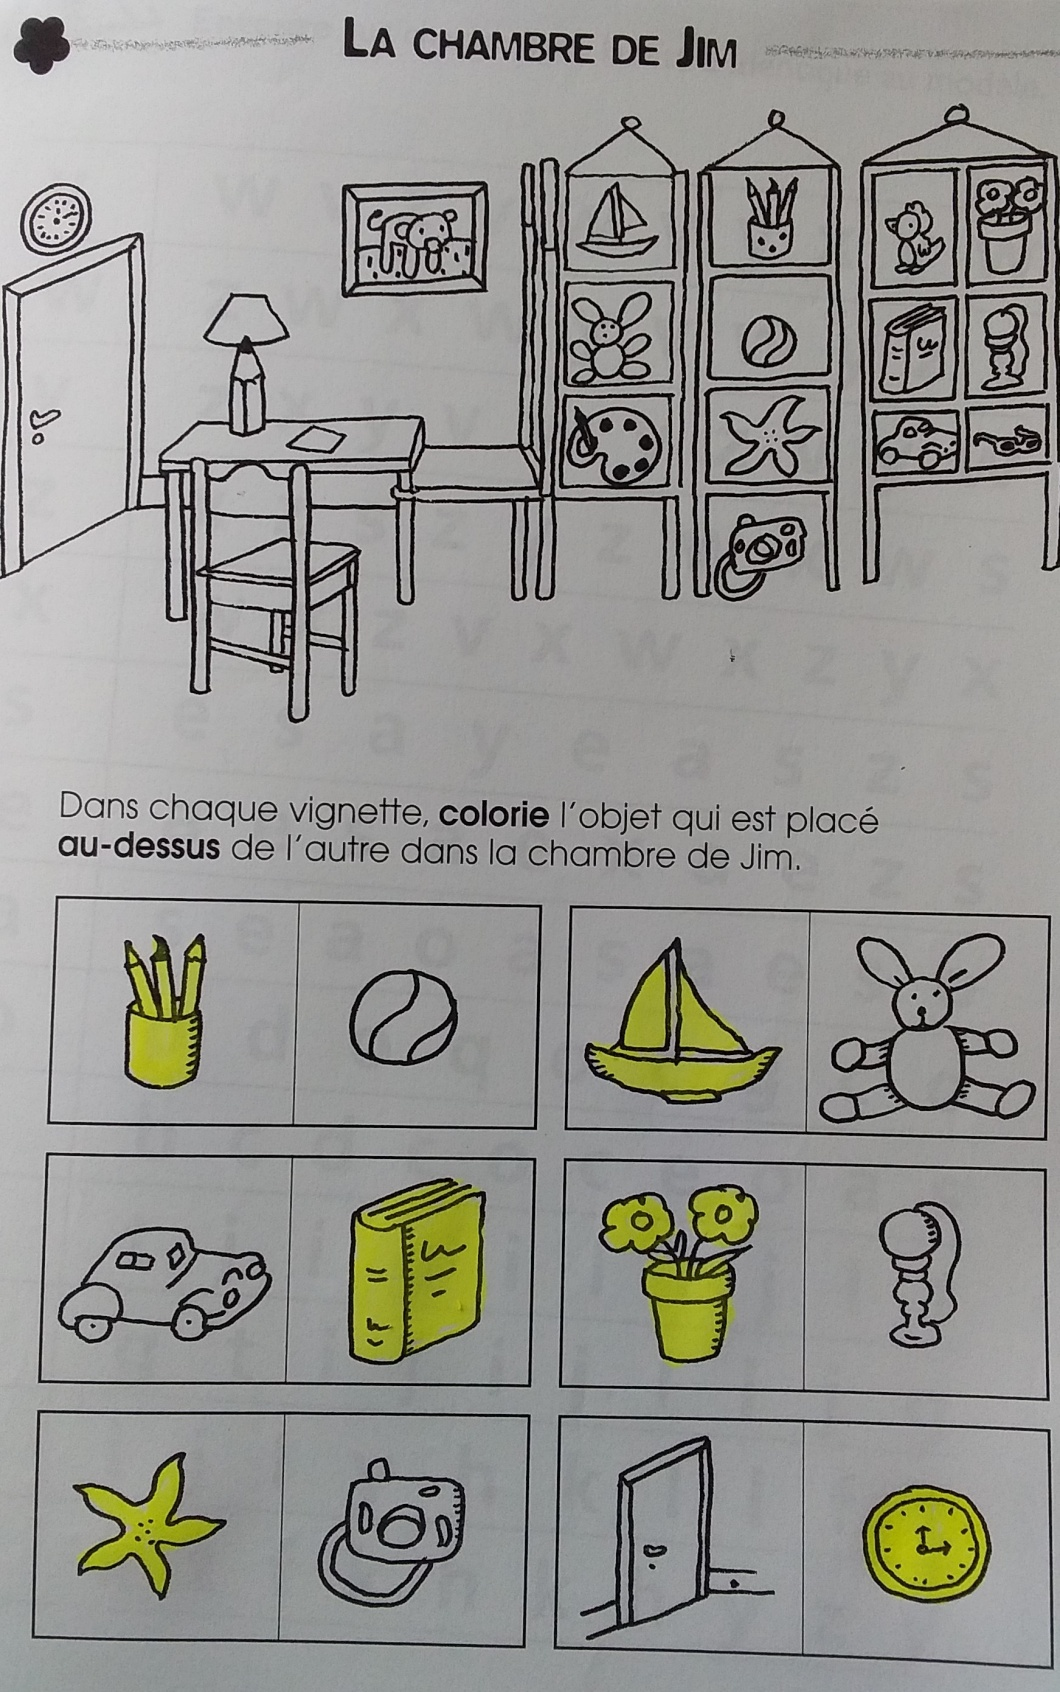 LA CHAMBRE DE JIM
Dans chaque vignette, colorie l'objet qui est placé
au-dessus de l'autre dans la chambre de Jim.